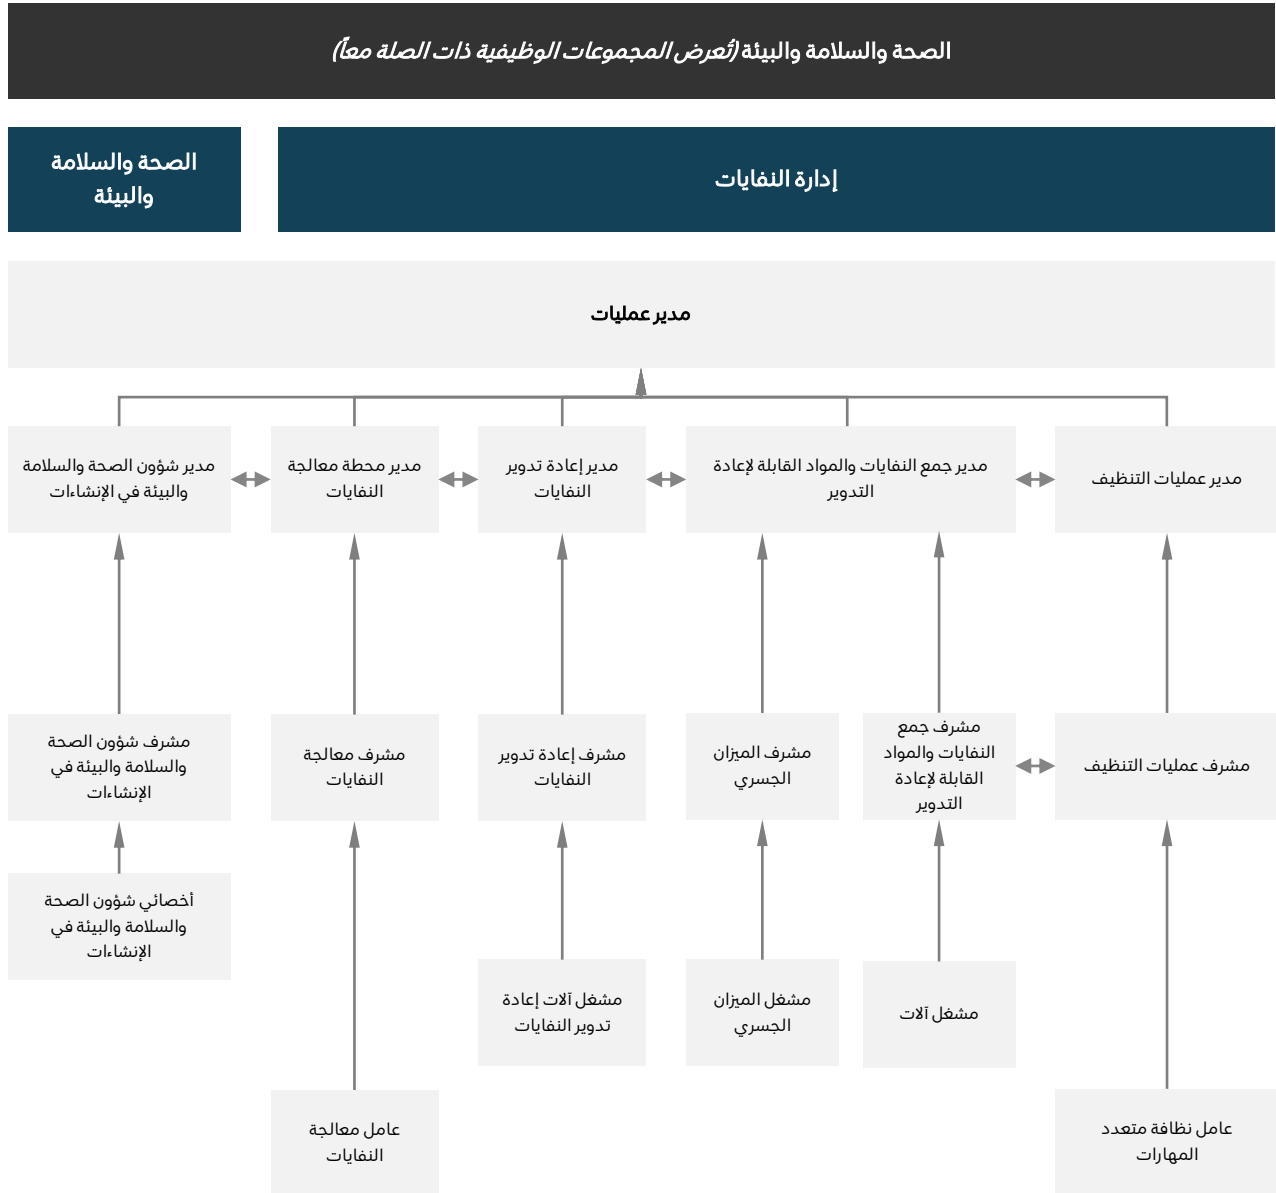 الصحة والسلامة والبيئة (تُعرض المجموعات الوظيفية ذات الصلة معاً)
إدارة النفايات
الصحة والسلامة
والبيئة
مدير عمليات
مدير عمليات التنظيف
مدير جمع النفايات والمواد القابلة لإعادة
التدوير
مدير إعادة تدوير
النفايات
مدير محطة معالجة
النفايات
مدير شؤون الصحة والسلامة
والبيئة في الإنشاءات
مشرف عمليات التنظيف
مشرف جمع
النفايات والمواد
القابلة لإعادة
التدوير
مشرف الميزان
الجسري
مشرف إعادة تدوير
النفايات
مشرف معالجة
النفايات
مشرف شؤون الصحة
والسلامة والبيئة في
الإنشاءات
أخصائي شؤون الصحة
والسلامة والبيئة في
الإنشاءات
مشغل آلات
مشغل الميزان
الجسري
مشغل آلات إعادة
تدوير النفايات
عامل نظافة متعدد
المهارات
عامل معالجة
النفايات